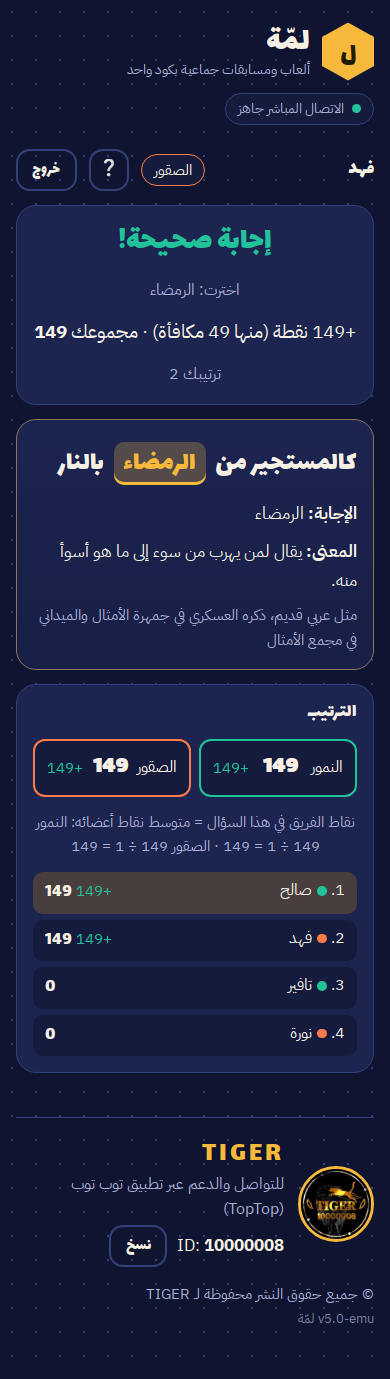 ل
لمّة
ألعاب ومسابقات جماعية بكود واحد
الاتصال المباشر جاهز
فهد
الصقور
?
خروج
إجابة صحيحة!
اخترت: الرمضاء
+149 نقطة (منها 49 مكافأة) · مجموعك 149
ترتيبك 2
كالمستجير من الرمضاء بالنار
الإجابة: الرمضاء
المعنى: يقال لمن يهرب من سوء إلى ما هو أسوأ
منه.
مثل عربي قديم، ذكره العسكري في جمهرة الأمثال والميداني
في مجمع الأمثال
الترتيب
النمور 149 +149
الصقور 149 +149
نقاط الفريق في هذا السؤال = متوسط نقاط أعضائه: النمور
149 ÷ 1 = 149 · الصقور 149 ÷ 1 = 149
1. صالح +149 149
2. فهد +149 149
3. تافير 0
4. نورة 0
TIGER
10000008
TIGER
للتواصل والدعم عبر تطبيق توب توب
(TopTop)
ID: 10000008
نسخ
© جميع حقوق النشر محفوظة لـ TIGER
لمّة v5.0-emu